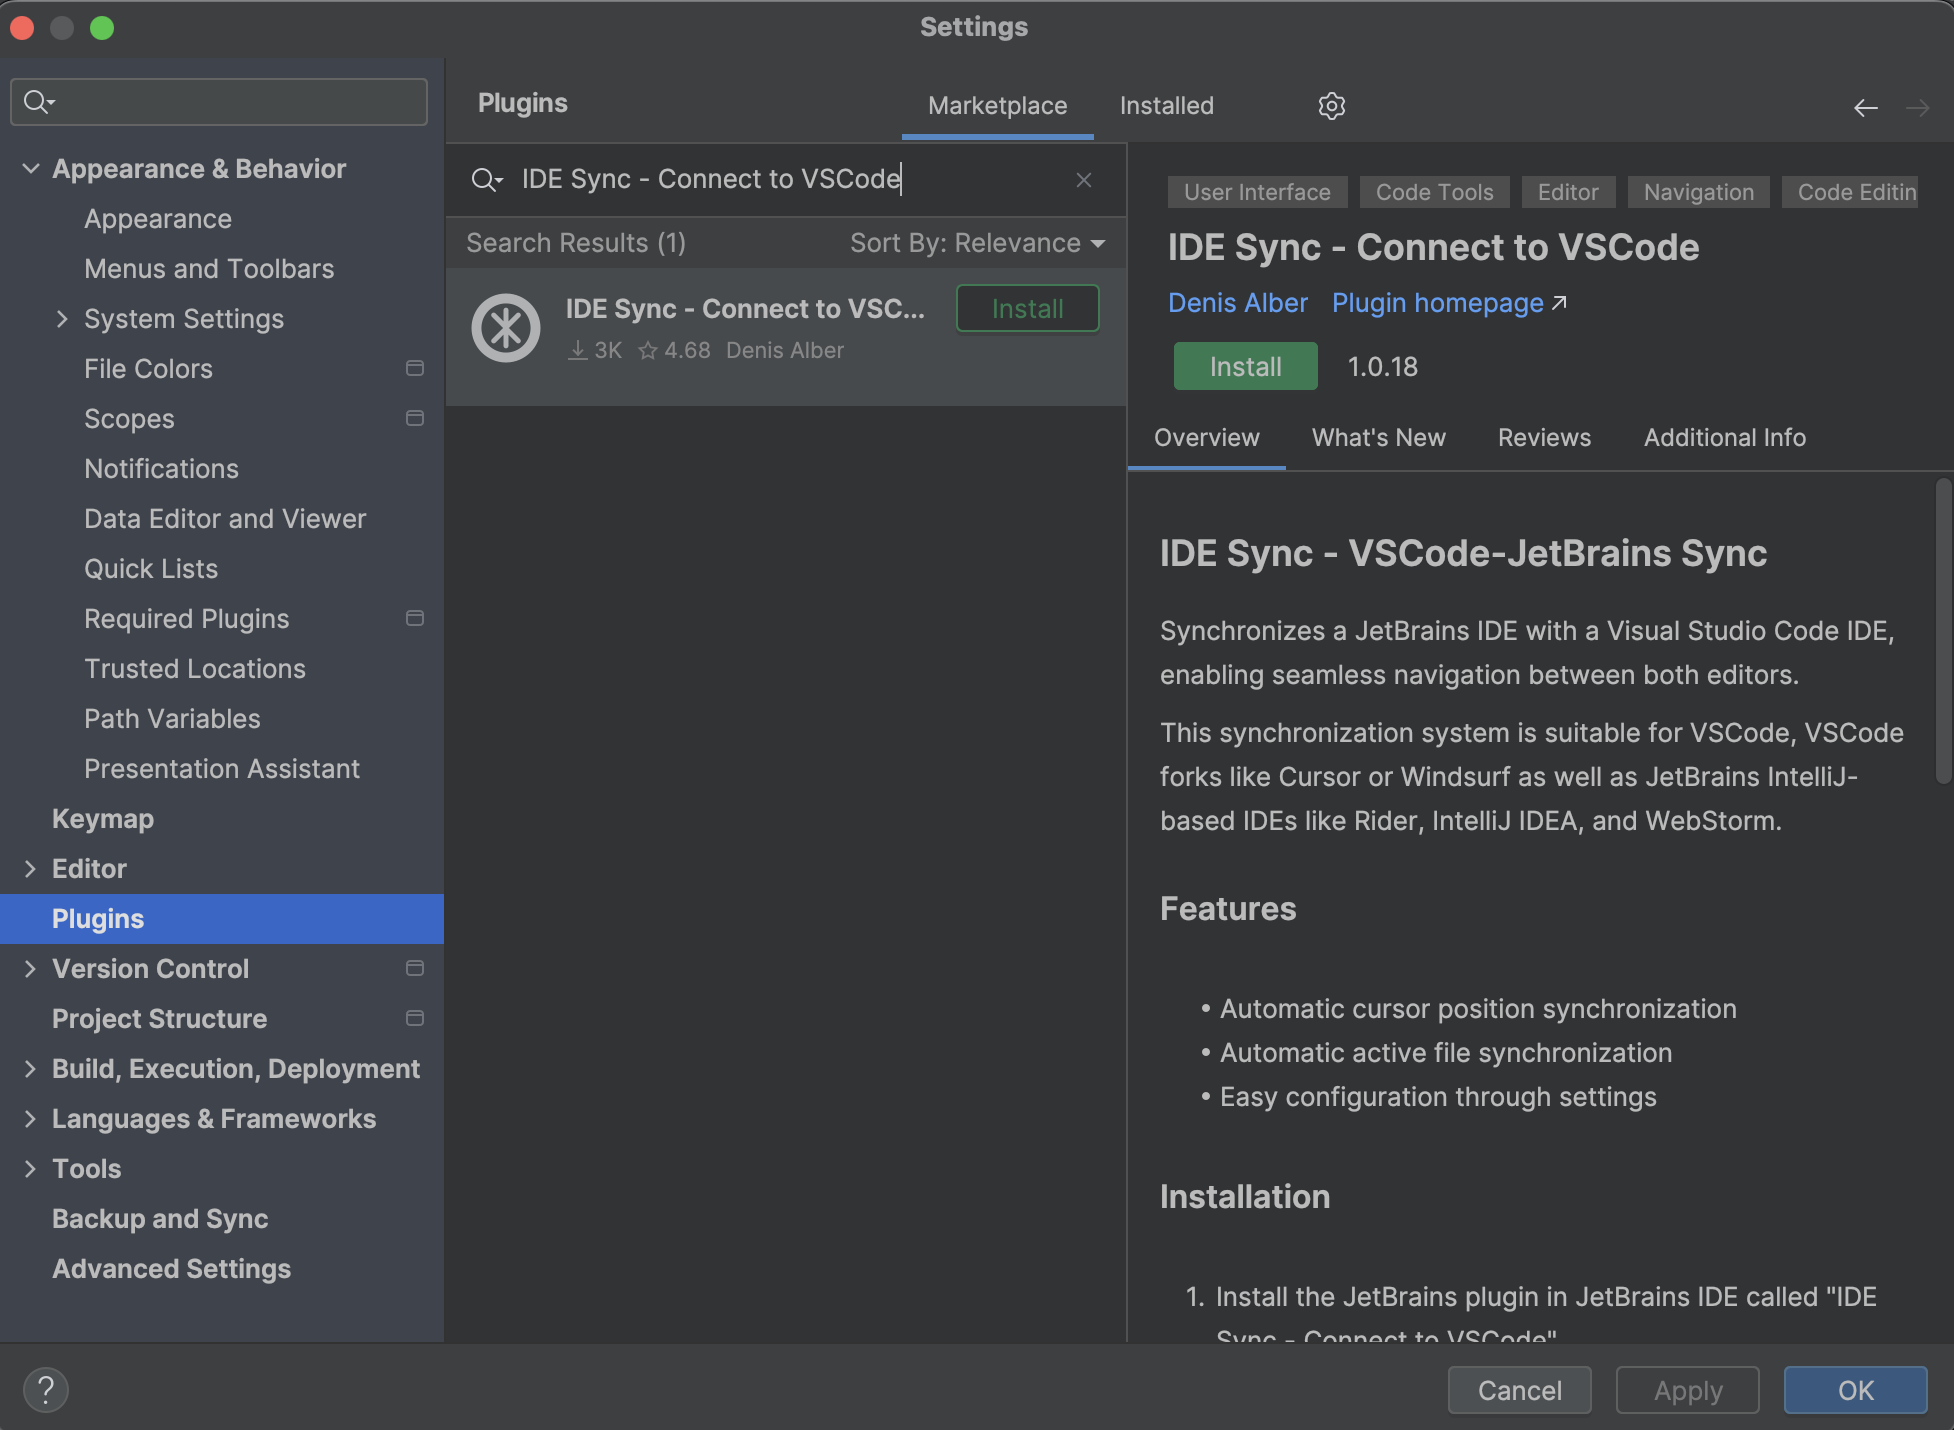 Settings
Appearance & Behavior
Appearance
Menus and Toolbars
System Settings
File Colors
Scopes
Notifications
Data Editor and Viewer
Quick Lists
Required Plugins
Trusted Locations
Path Variables
Presentation Assistant
Keymap
Editor
Plugins
Version Control
Project Structure
Build, Execution, Deployment
Languages & Frameworks
Tools
Backup and Sync
Advanced Settings
Plugins
Marketplace
Installed
IDE Sync - Connect to VSCode
Search Results (1)
Sort By: Relevance
IDE Sync - Connect to VSC...
Install
3K 4.68 Denis Alber
User Interface
Code Tools
Editor
Navigation
Code Editin
IDE Sync - Connect to VSCode
Denis Alber
Plugin homepage ↗
Install
1.0.18
Overview
What's New
Reviews
Additional Info
IDE Sync - VSCode-JetBrains Sync
Synchronizes a JetBrains IDE with a Visual Studio Code IDE,
enabling seamless navigation between both editors.
This synchronization system is suitable for VSCode, VSCode
forks like Cursor or Windsurf as well as JetBrains IntelliJ-
based IDEs like Rider, IntelliJ IDEA, and WebStorm.
Features
• Automatic cursor position synchronization
• Automatic active file synchronization
• Easy configuration through settings
Installation
1. Install the JetBrains plugin in JetBrains IDE called "IDE
Sync - Connect to VSCode"
?
Cancel
Apply
OK